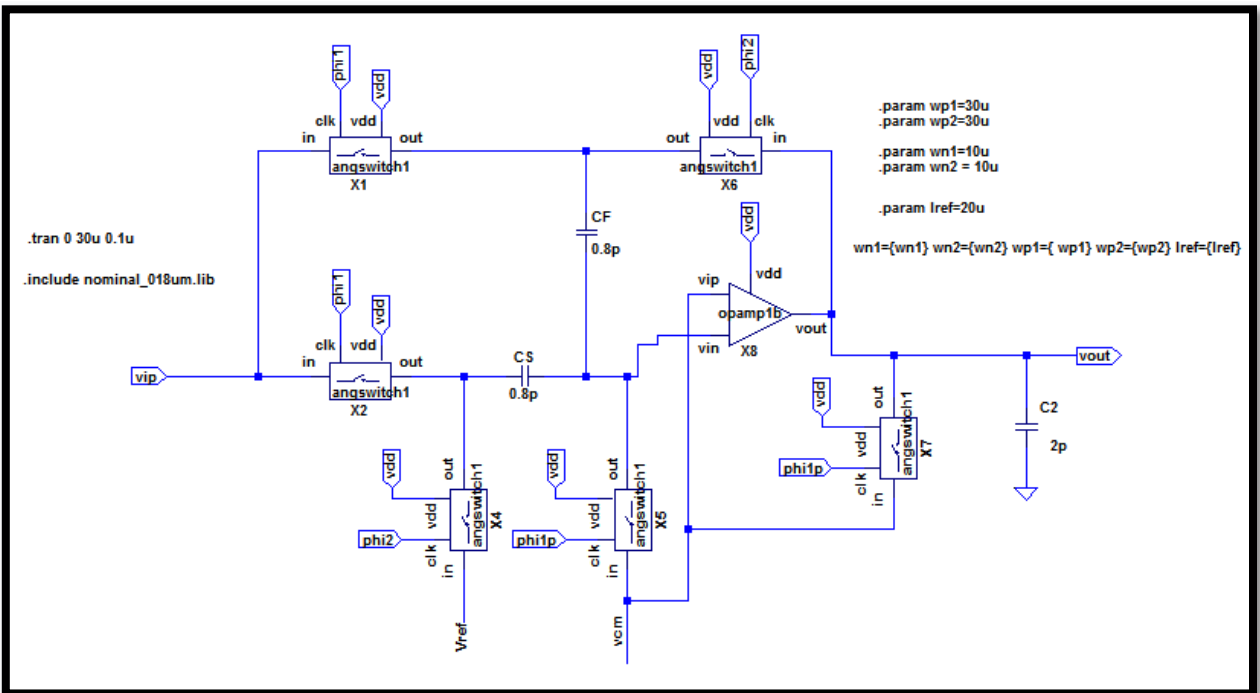 phi1
vdd
clk vdd
in
out
angswitch1
X1
vdd
phi2
vdd
clk
out
in
angswitch1
X6
.param wp1=30u
.param wp2=30u
.param wn1=10u
.param wn2 = 10u
.param Iref=20u
wn1={wn1} wn2={wn2} wp1={ wp1} wp2={wp2} Iref={Iref}
.tran 0 30u 0.1u
.include nominal_018um.lib
CF
0.8p
vdd
vdd
vip
opamp1b
vout
vin
X8
phi1
vdd
clk vdd
in
out
angswitch1
X2
vip
CS
0.8p
vout
vdd
out
vdd
angswitch1
X7
phi1p
clk
in
C2
2p
vdd
out
vdd
angswitch1
X4
phi2
clk
in
Vref
vdd
out
vdd
angswitch1
X5
phi1p
clk
in
vcm